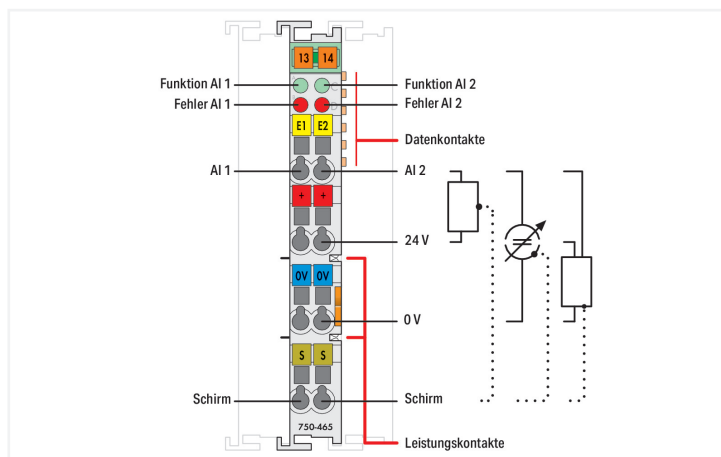 13 14
Funktion AI 1
Funktion AI 2
Fehler AI 1
Fehler AI 2
E1 E2
Datenkontakte
AI 1
AI 2
+ +
24 V
0V 0V
0 V
S S
Schirm
Schirm
750-465
Leistungskontakte